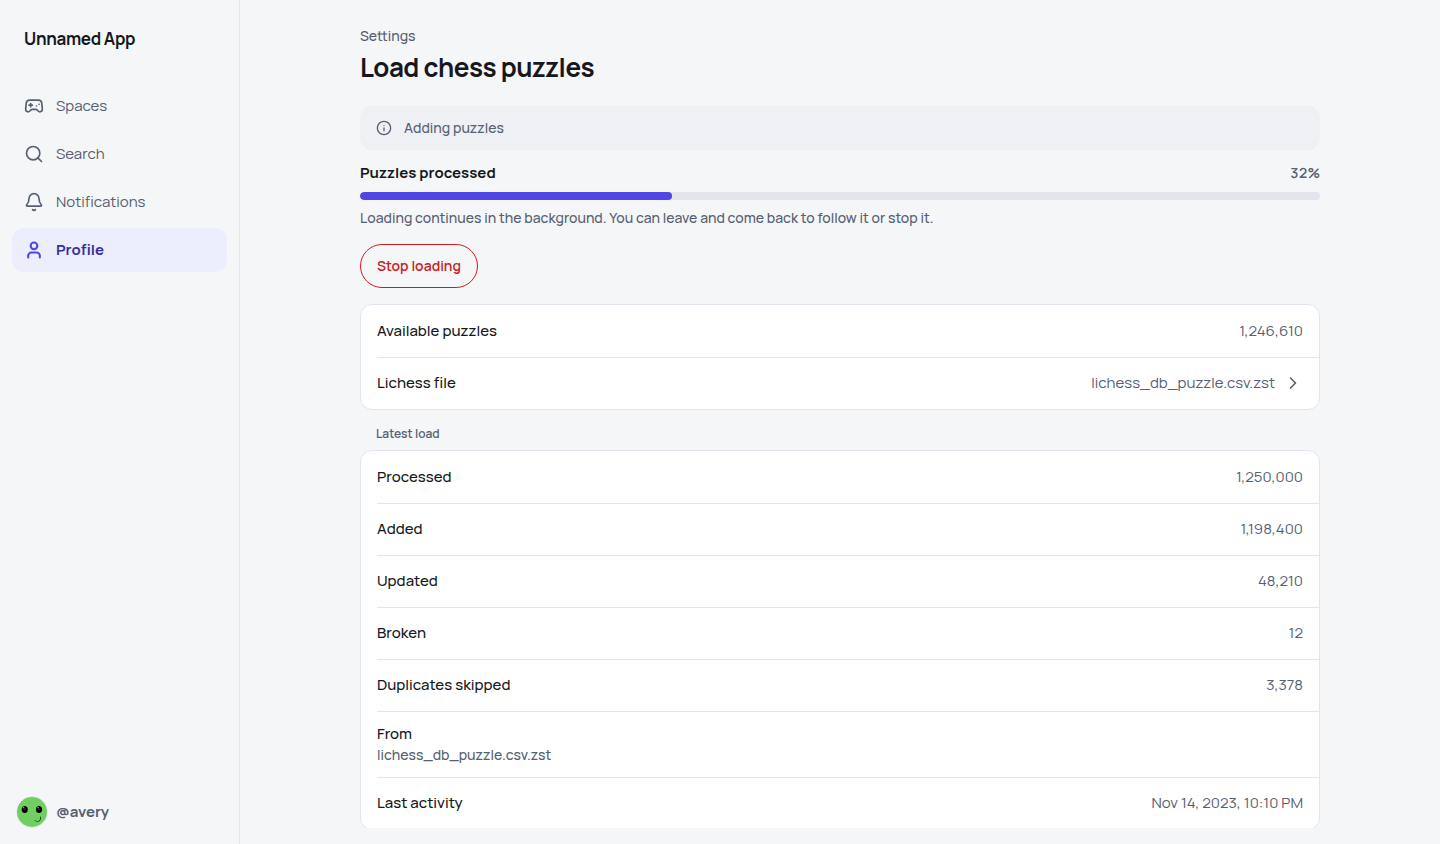 Unnamed App
Spaces
Search
Notifications
Profile
@avery
Settings
Load chess puzzles
Adding puzzles
Puzzles processed 32%
Loading continues in the background. You can leave and come back to follow it or stop it.
Stop loading
Available puzzles 1,246,610
Lichess file lichess_db_puzzle.csv.zst
Latest load
Processed 1,250,000
Added 1,198,400
Updated 48,210
Broken 12
Duplicates skipped 3,378
From
lichess_db_puzzle.csv.zst
Last activity Nov 14, 2023, 10:10 PM